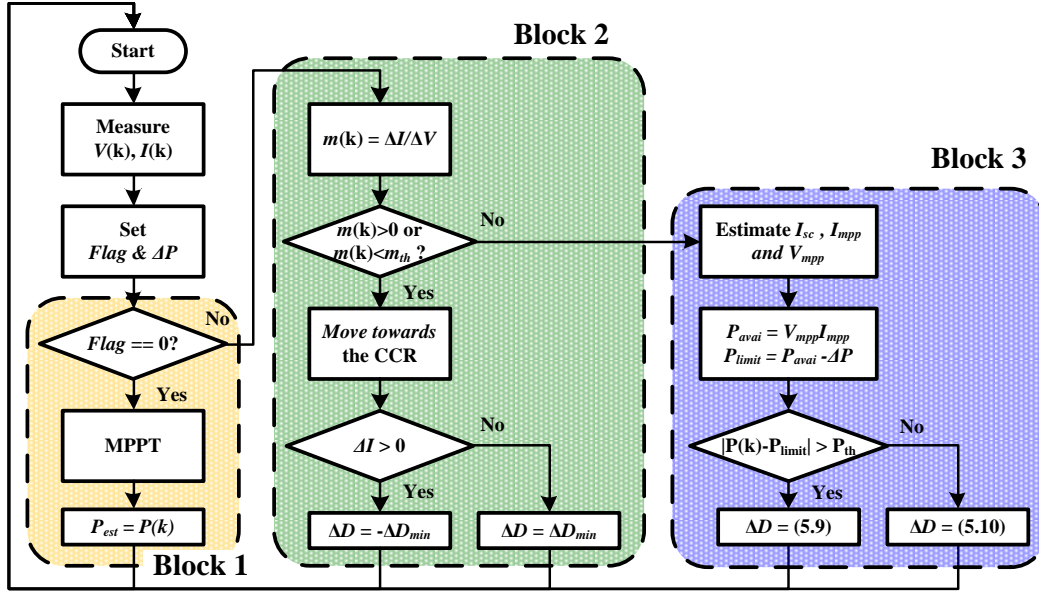 Start
Measure
V(k), I(k)
Set
Flag & ΔP
Flag == 0?
No
Yes
MPPT
P_est = P(k)
Block 1
Block 2
m(k) = ΔI/ΔV
m(k)>0 or
m(k)<m_th ?
No
Yes
Move towards
the CCR
ΔI > 0
No
Yes
ΔD = -ΔD_min
ΔD = ΔD_min
Block 3
Estimate I_sc , I_mpp
and V_mpp
P_avai = V_mpp I_mpp
P_limit = P_avai -ΔP
|P(k)-P_limit| > P_th
No
Yes
ΔD = (5.9)
ΔD = (5.10)